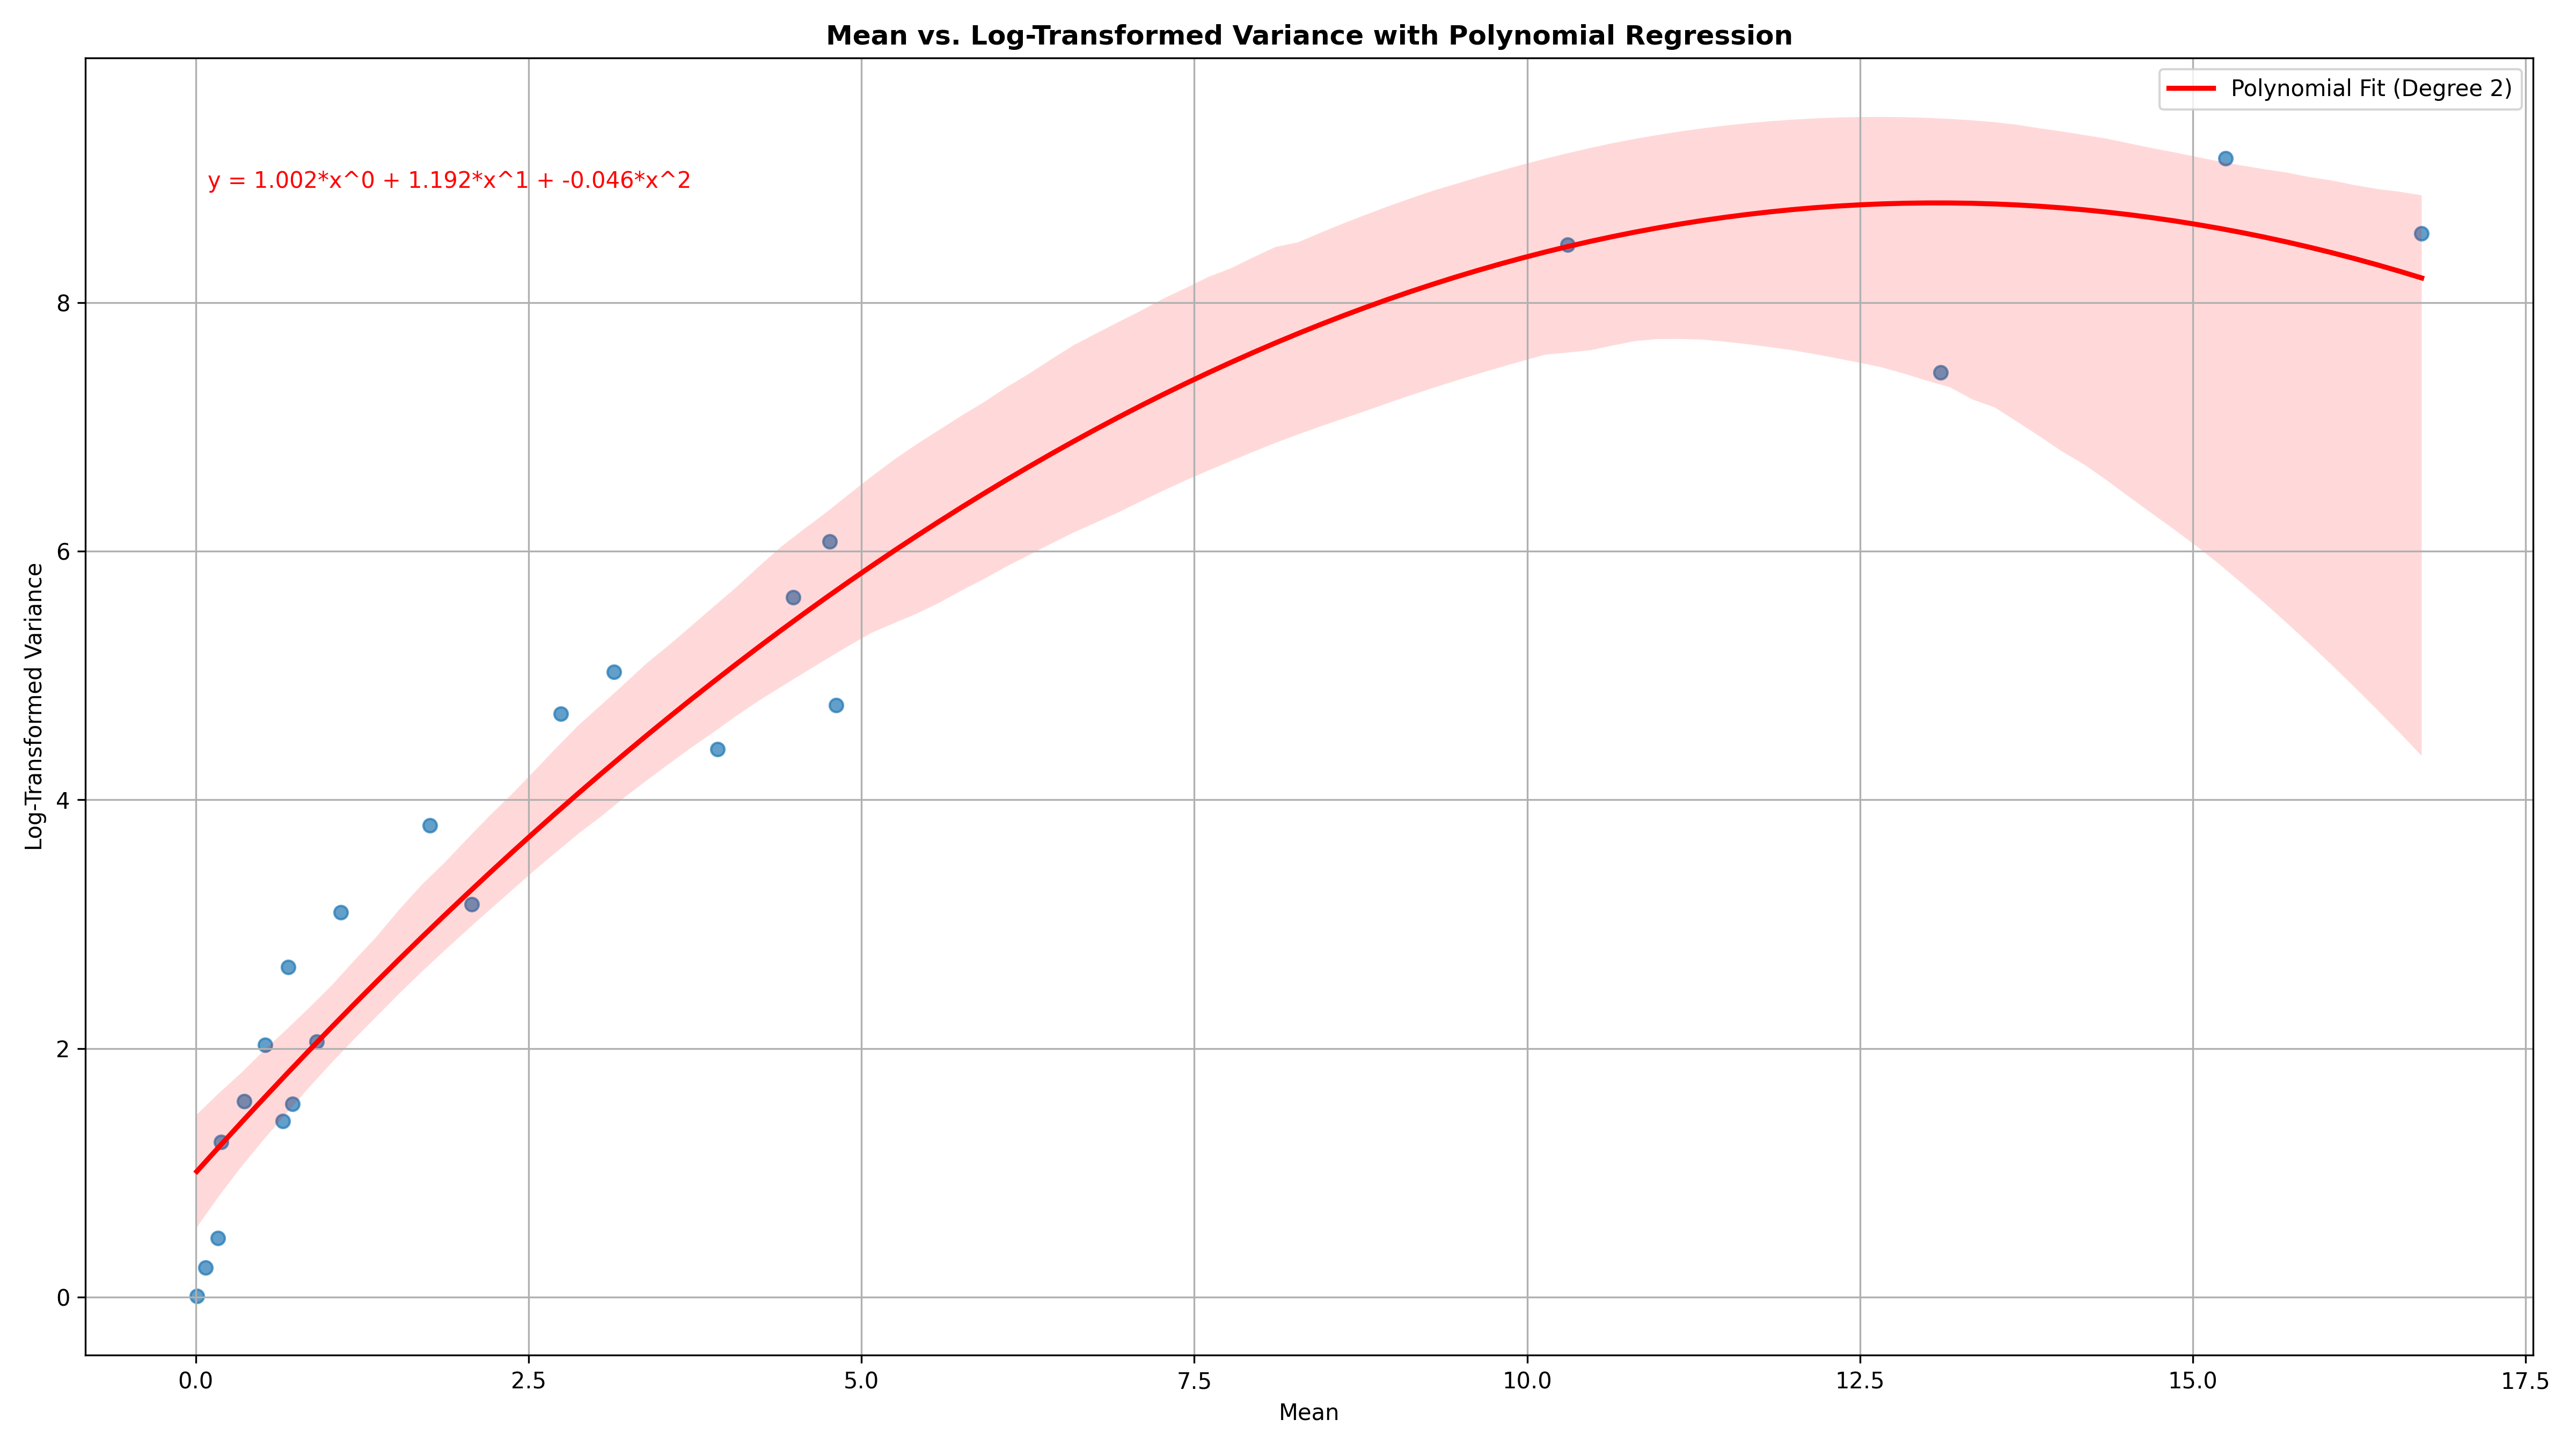 Mean vs. Log-Transformed Variance with Polynomial Regression
Polynomial Fit (Degree 2)
y = 1.002*x^0 + 1.192*x^1 + -0.046*x^2
Log-Transformed Variance
8
6
4
2
0
0.0 2.5 5.0 7.5 10.0 12.5 15.0 17.5
Mean